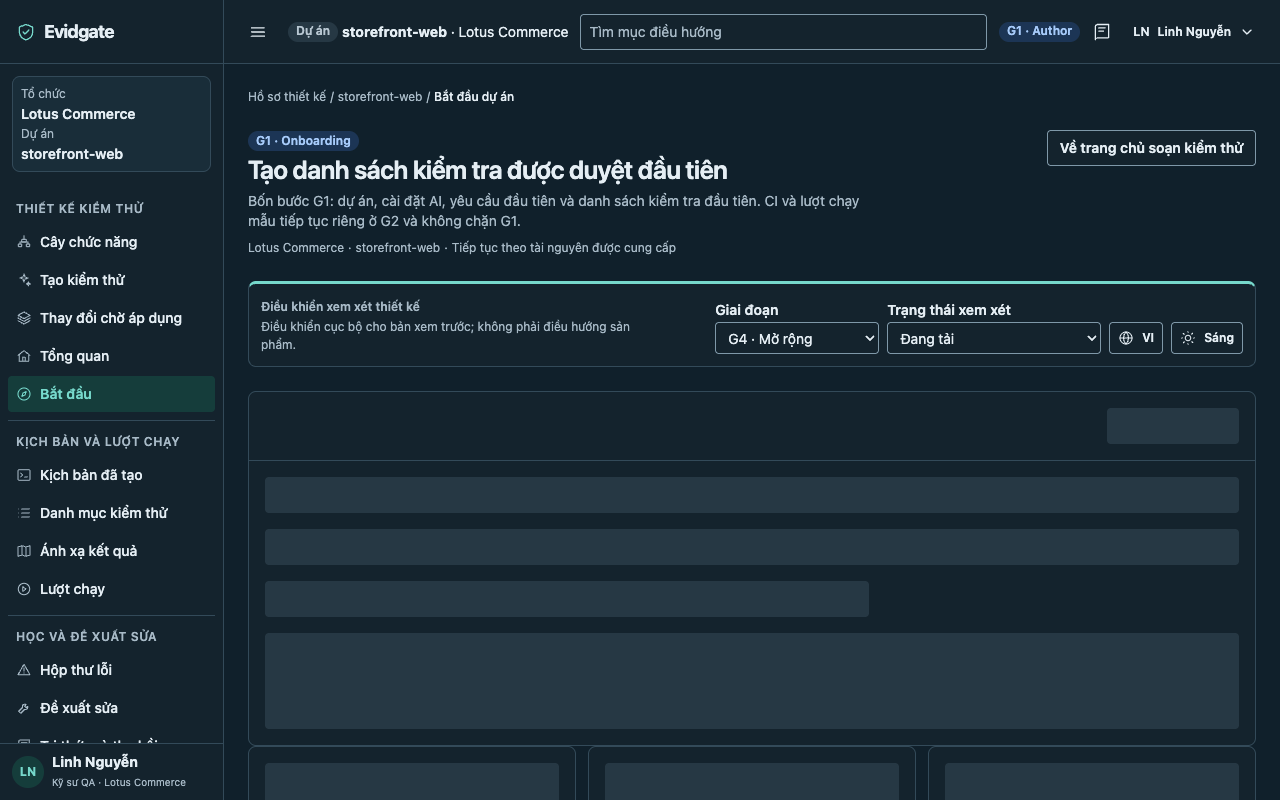 Evidgate
Dự án storefront-web · Lotus Commerce
Tìm mục điều hướng
G1 · Author
LN Linh Nguyễn
Tổ chức
Lotus Commerce
Dự án
storefront-web
THIẾT KẾ KIỂM THỬ
Cây chức năng
Tạo kiểm thử
Thay đổi chờ áp dụng
Tổng quan
Bắt đầu
KỊCH BẢN VÀ LƯỢT CHẠY
Kịch bản đã tạo
Danh mục kiểm thử
Ánh xạ kết quả
Lượt chạy
HỌC VÀ ĐỀ XUẤT SỬA
Hộp thư lỗi
Đề xuất sửa
LN
Linh Nguyễn
Kỹ sư QA · Lotus Commerce
Hồ sơ thiết kế / storefront-web / Bắt đầu dự án
G1 · Onboarding
Tạo danh sách kiểm tra được duyệt đầu tiên
Về trang chủ soạn kiểm thử
Bốn bước G1: dự án, cài đặt AI, yêu cầu đầu tiên và danh sách kiểm tra đầu tiên. CI và lượt chạy
mẫu tiếp tục riêng ở G2 và không chặn G1.
Lotus Commerce · storefront-web · Tiếp tục theo tài nguyên được cung cấp
Điều khiển xem xét thiết kế
Điều khiển cục bộ cho bản xem trước; không phải điều hướng sản
phẩm.
Giai đoạn
G4 · Mở rộng
Trạng thái xem xét
Đang tải
VI
Sáng